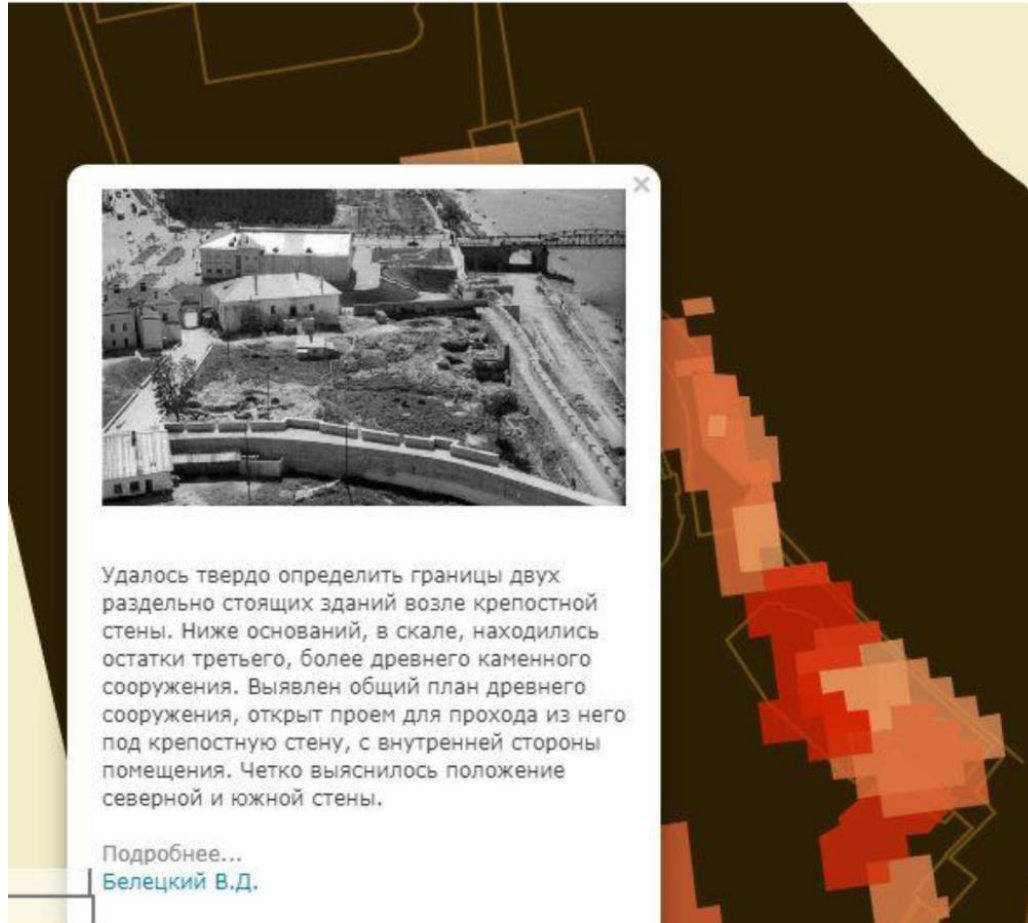 Удалось твердо определить границы двух
раздельно стоящих зданий возле крепостной
стены. Ниже оснований, в скале, находились
остатки третьего, более древнего каменного
сооружения. Выявлен общий план древнего
сооружения, открыт проем для прохода из него
под крепостную стену, с внутренней стороны
помещения. Четко выяснилось положение
северной и южной стены.
Подробнее...
Белецкий В.Д.